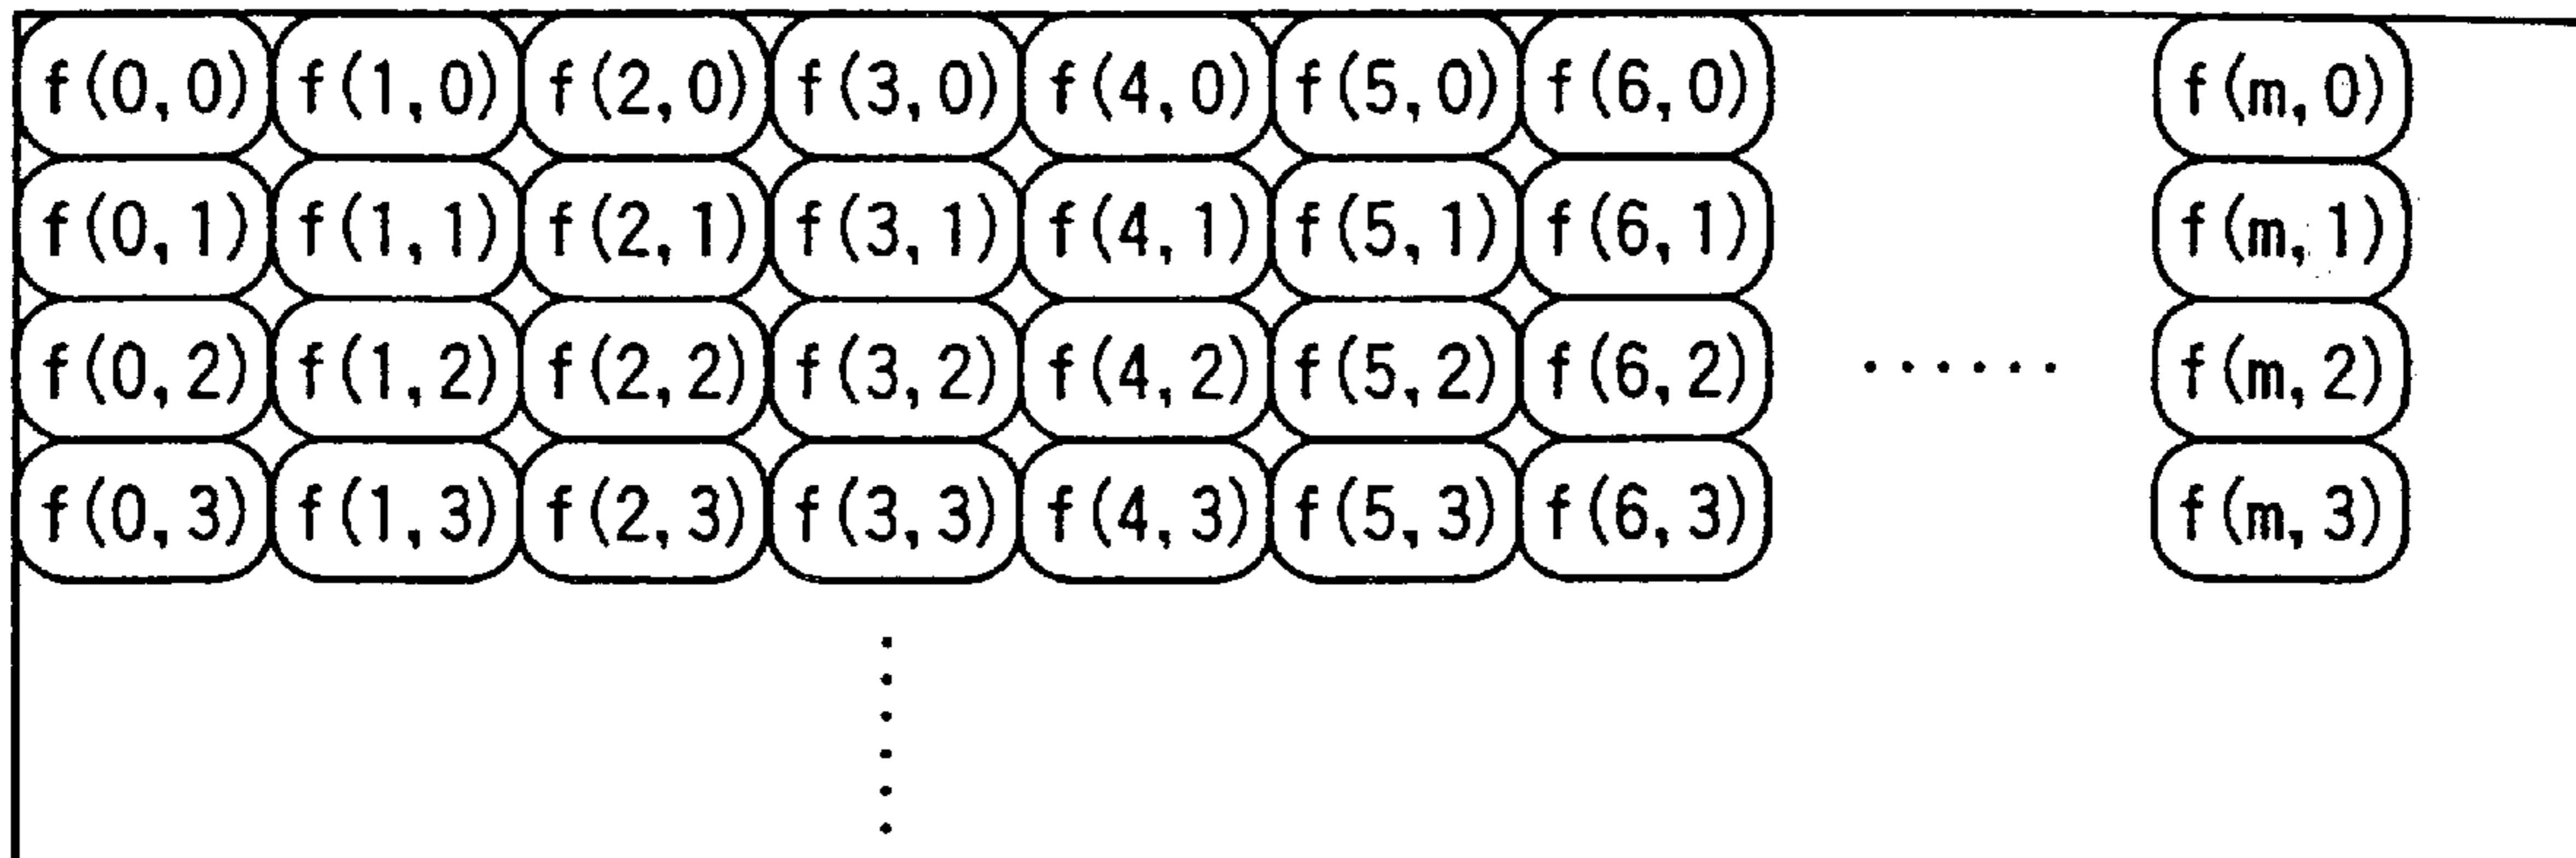 f(0,0) f(1,0) f(2,0) f(3,0) f(4,0) f(5,0) f(6,0) f(m,0)
f(0,1) f(1,1) f(2,1) f(3,1) f(4,1) f(5,1) f(6,1) f(m,1)
f(0,2) f(1,2) f(2,2) f(3,2) f(4,2) f(5,2) f(6,2) ...... f(m,2)
f(0,3) f(1,3) f(2,3) f(3,3) f(4,3) f(5,3) f(6,3) f(m,3)